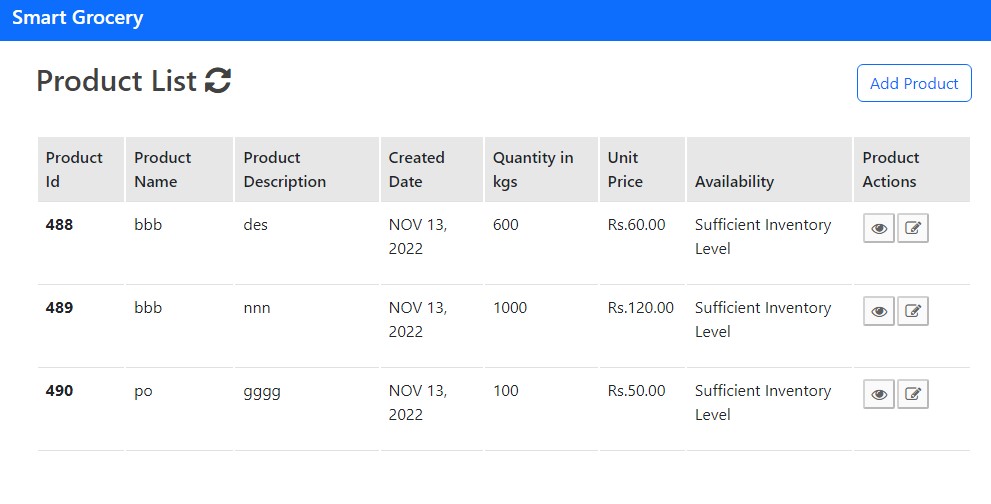 Smart Grocery
Product List
Add Product
Product Id Product Name Product Description Created Date Quantity in kgs Unit Price Availability Product Actions
488 bbb des NOV 13, 2022 600 Rs.60.00 Sufficient Inventory Level
489 bbb nnn NOV 13, 2022 1000 Rs.120.00 Sufficient Inventory Level
490 po gggg NOV 13, 2022 100 Rs.50.00 Sufficient Inventory Level